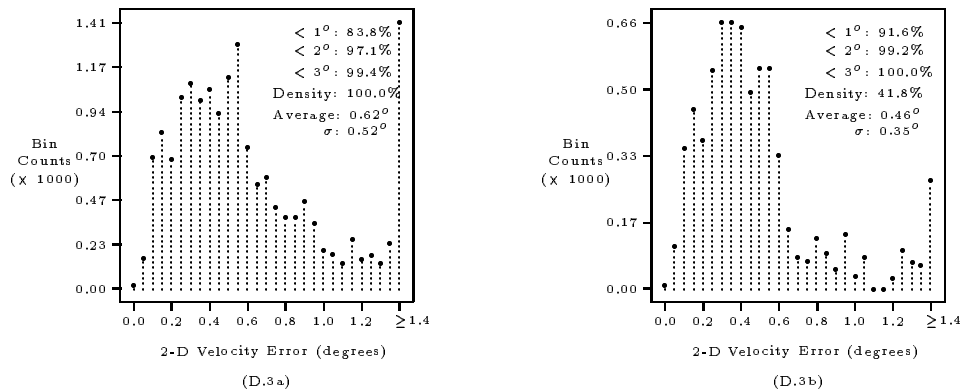 1.41
1.17
0.94
0.70
0.47
0.23
0.00
Bin
Counts
(x 1000)
< 1°: 83.8%
< 2°: 97.1%
< 3°: 99.4%
Density: 100.0%
Average: 0.62°
σ: 0.52°
0.0 0.2 0.4 0.6 0.8 1.0 1.2 ≥1.4
2-D Velocity Error (degrees)
(D.3a)
0.66
0.50
0.33
0.17
0.00
Bin
Counts
(x 1000)
< 1°: 91.6%
< 2°: 99.2%
< 3°: 100.0%
Density: 41.8%
Average: 0.46°
σ: 0.35°
0.0 0.2 0.4 0.6 0.8 1.0 1.2 ≥1.4
2-D Velocity Error (degrees)
(D.3b)